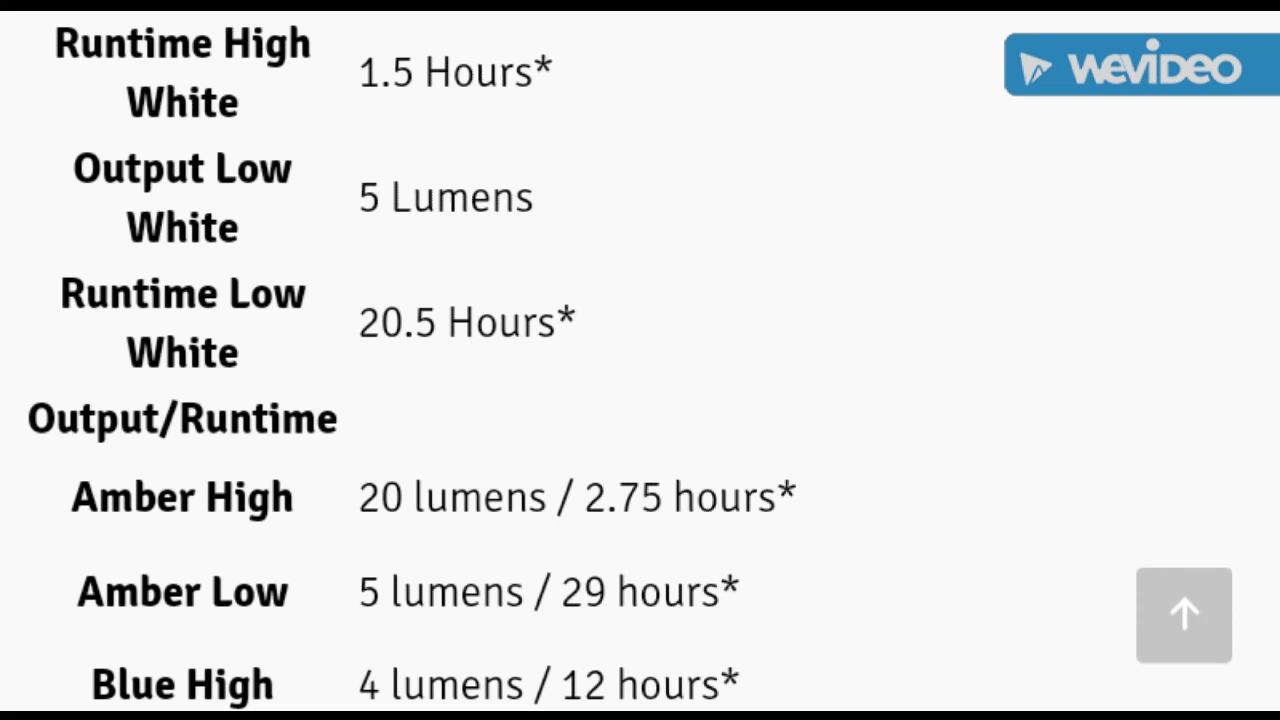 Runtime High
White
1.5 Hours*
WEVIDEO
Output Low
White
5 Lumens
Runtime Low
White
20.5 Hours*
Output/Runtime
Amber High
20 lumens / 2.75 hours*
Amber Low
5 lumens / 29 hours*
Blue High
4 lumens / 12 hours*